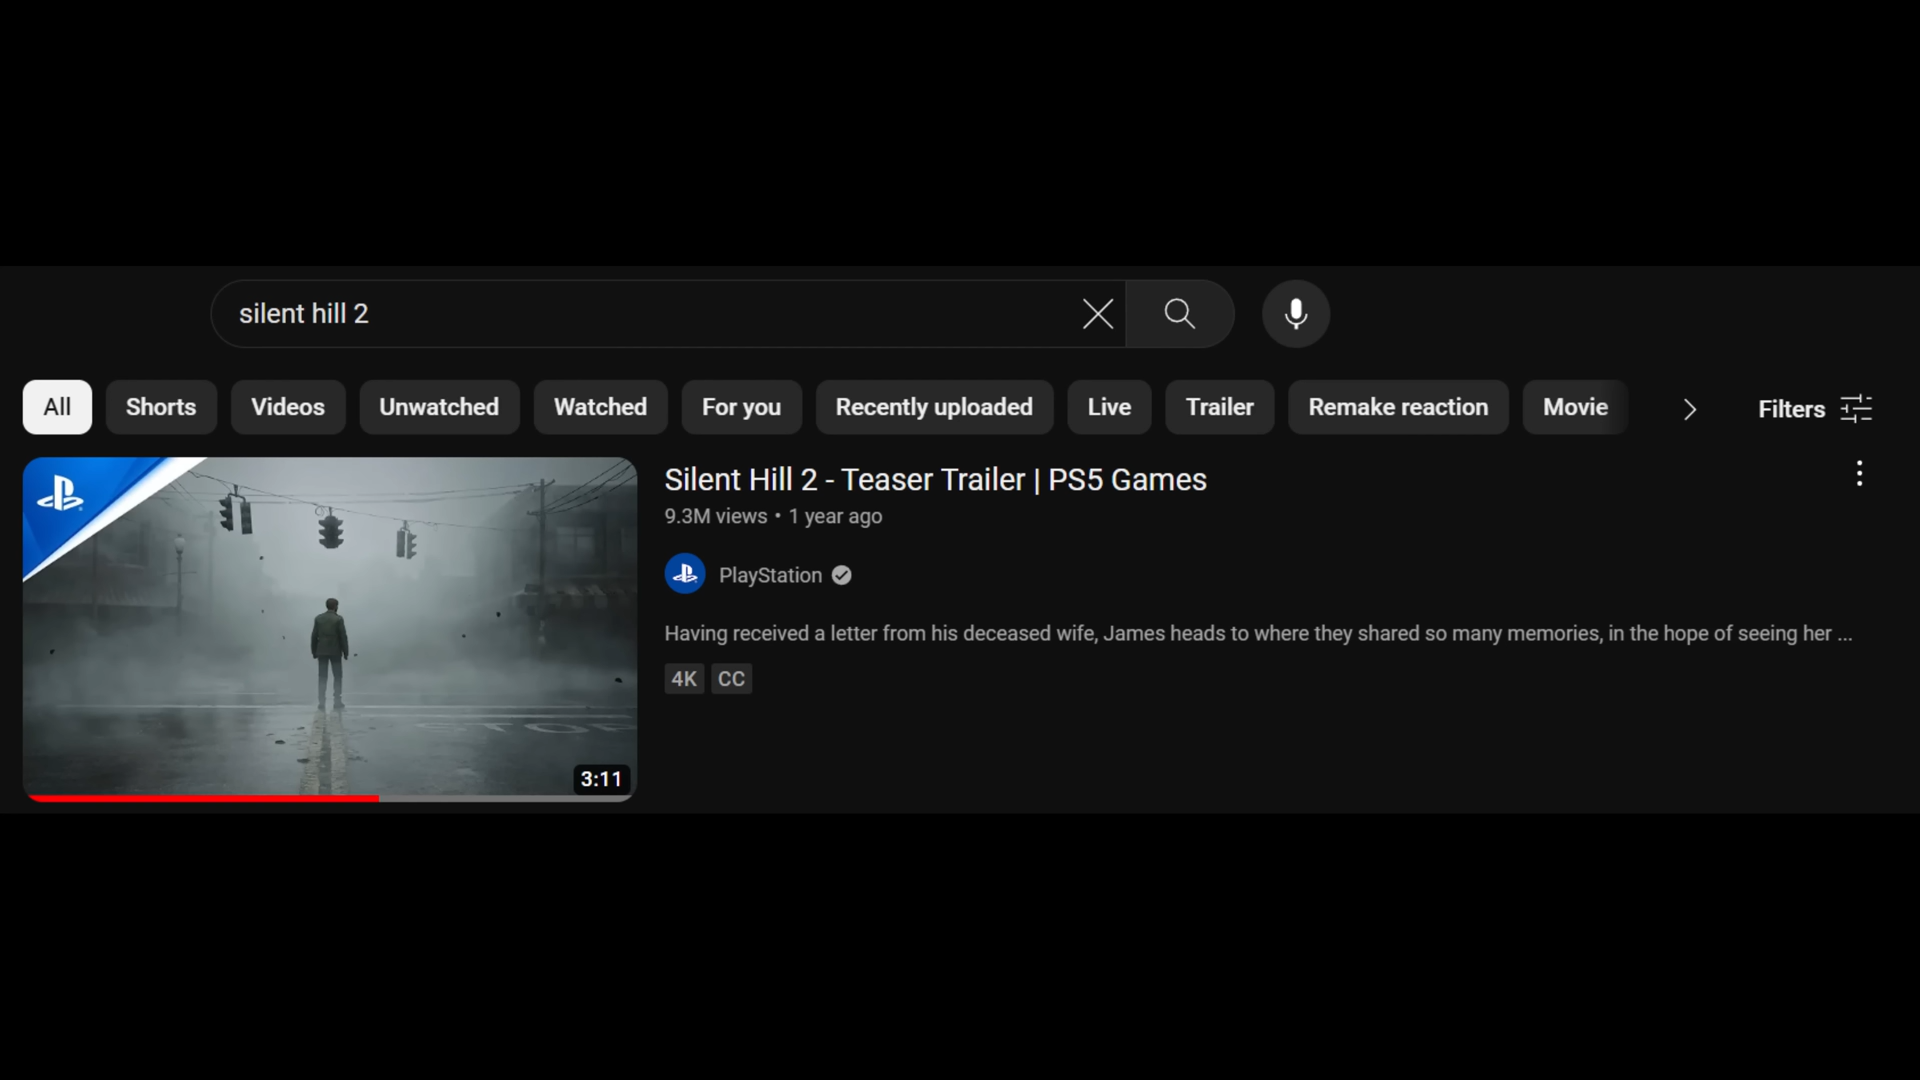 silent hill 2
All Shorts Videos Unwatched Watched For you Recently uploaded Live Trailer Remake reaction Movie Filters
Silent Hill 2 - Teaser Trailer | PS5 Games
9.3M views • 1 year ago
PlayStation
Having received a letter from his deceased wife, James heads to where they shared so many memories, in the hope of seeing her ...
4K CC
STOP
3:11